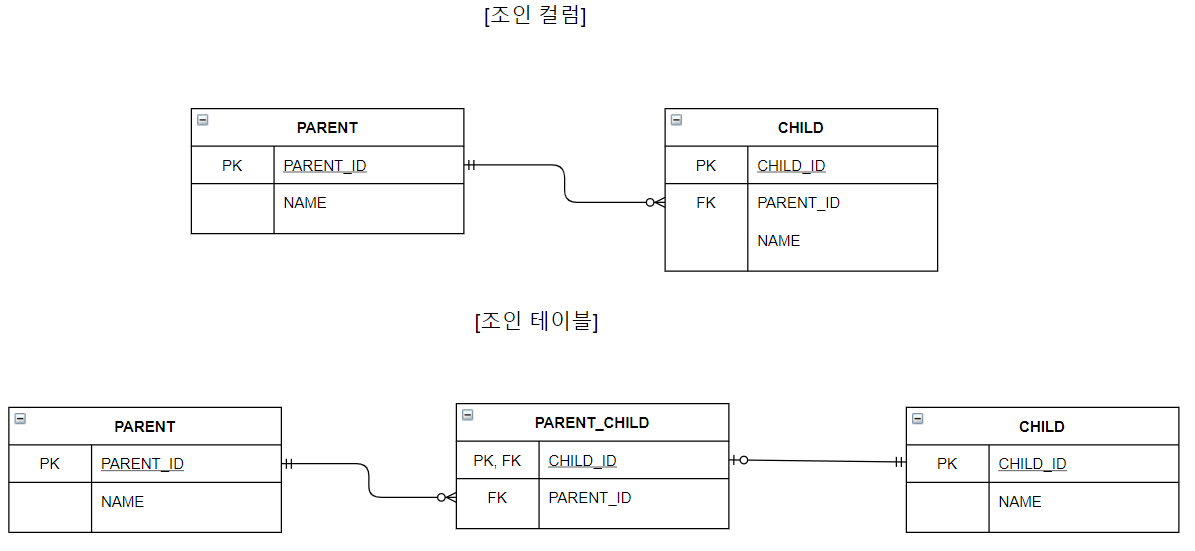 [조인 컬럼]
PARENT
PK PARENT_ID
NAME
CHILD
PK CHILD_ID
FK PARENT_ID
NAME
[조인 테이블]
PARENT
PK PARENT_ID
NAME
PARENT_CHILD
PK, FK CHILD_ID
FK PARENT_ID
CHILD
PK CHILD_ID
NAME